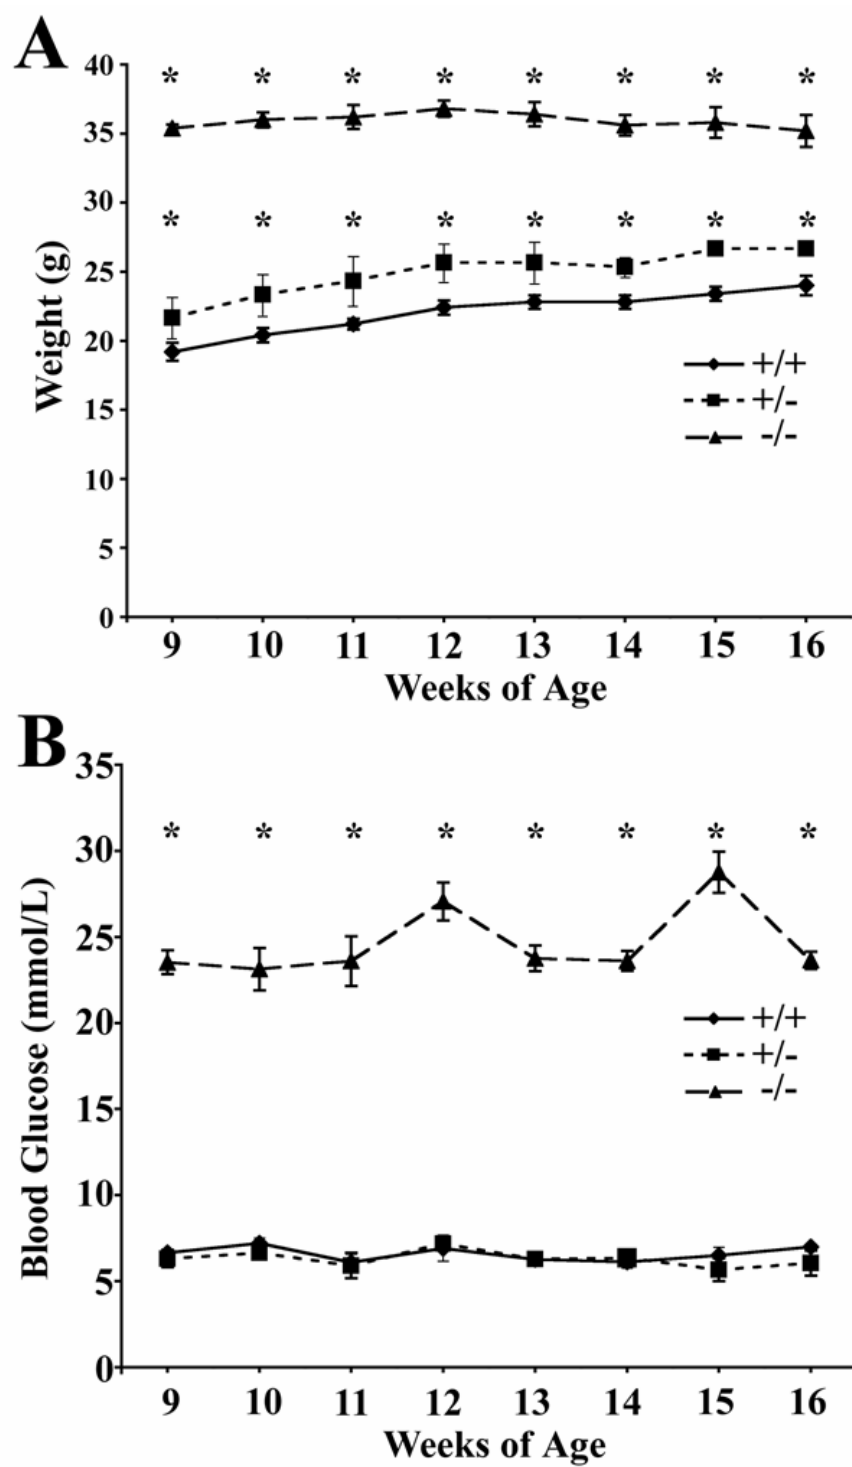 A
40
* * * * * * * *
35
30
* * * * * * * *
25
20
15
10
5
0
Weight (g)
+/+
+/-
-/-
9 10 11 12 13 14 15 16
Weeks of Age
B
35
* * * * * * * *
30
25
20
15
10
5
0
Blood Glucose (mmol/L)
+/+
+/-
-/-
9 10 11 12 13 14 15 16
Weeks of Age